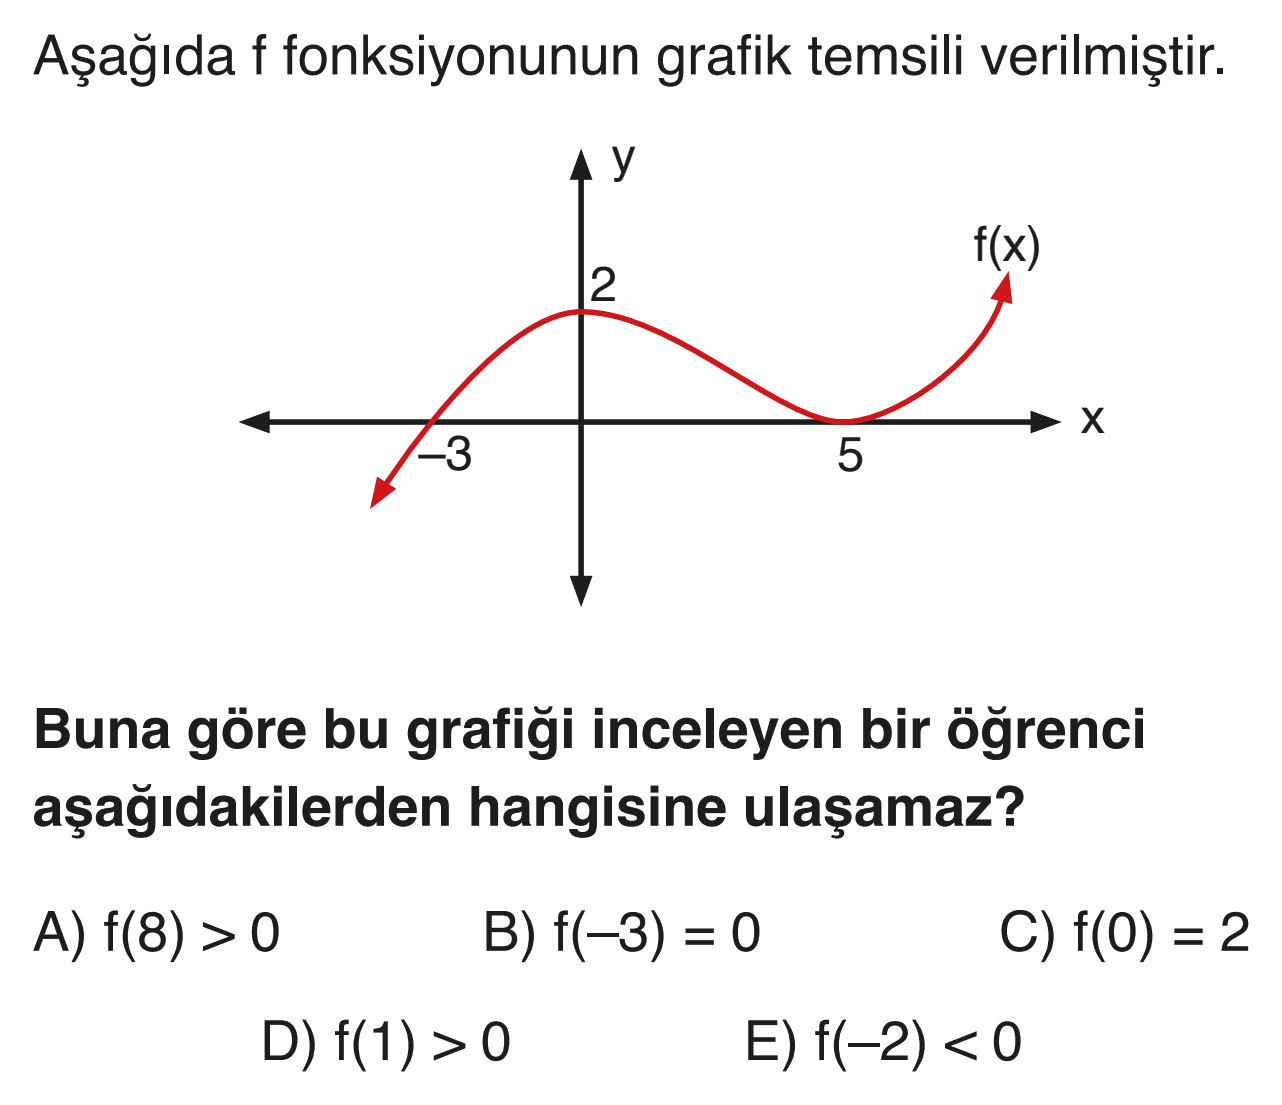 Aşağıda f fonksiyonunun grafik temsili verilmiştir.
y
f(x)
2
x
–3
5
Buna göre bu grafiği inceleyen bir öğrenci
aşağıdakilerden hangisine ulaşamaz?
A) f(8) > 0 B) f(–3) = 0 C) f(0) = 2
D) f(1) > 0 E) f(–2) < 0